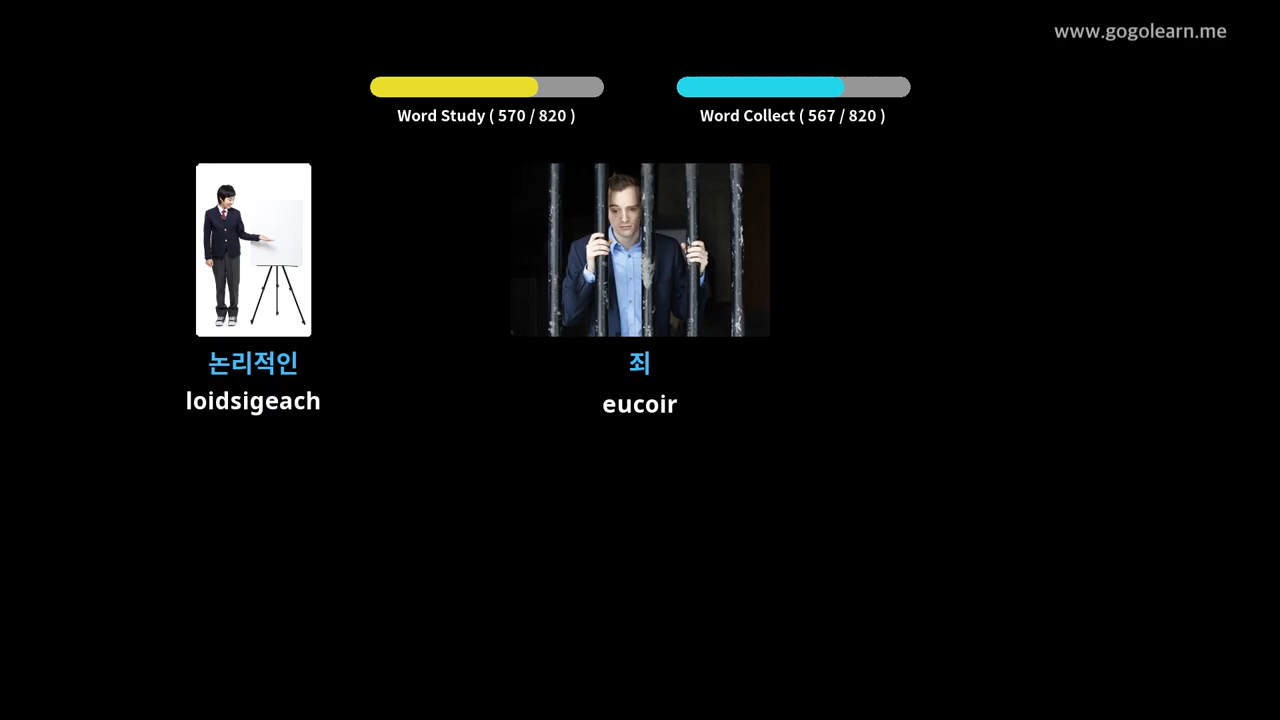 www.gogolearn.me
Word Study ( 570 / 820 )
Word Collect ( 567 / 820 )
논리적인
loidsigeach
죄
eucoir